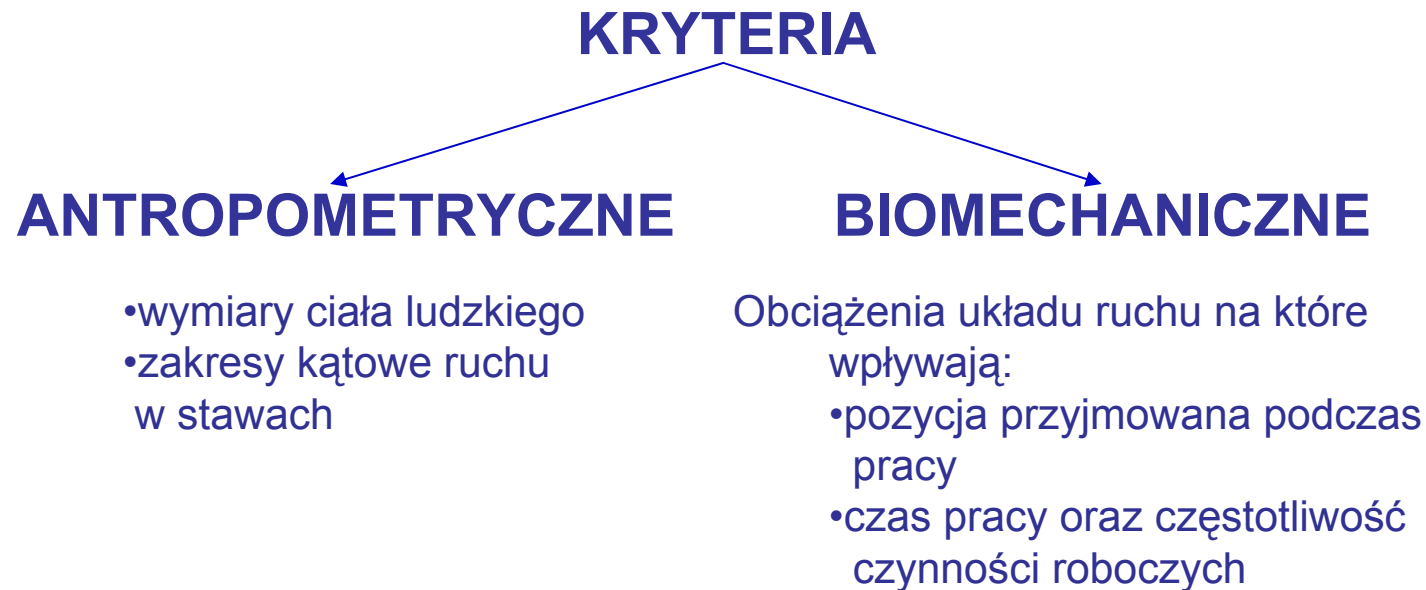 KRYTERIA
ANTROPOMETRYCZNE
•wymiary ciała ludzkiego
•zakresy kątowe ruchu
w stawach
BIOMECHANICZNE
Obciążenia układu ruchu na które
wpływają:
•pozycja przyjmowana podczas
pracy
•czas pracy oraz częstotliwość
czynności roboczych